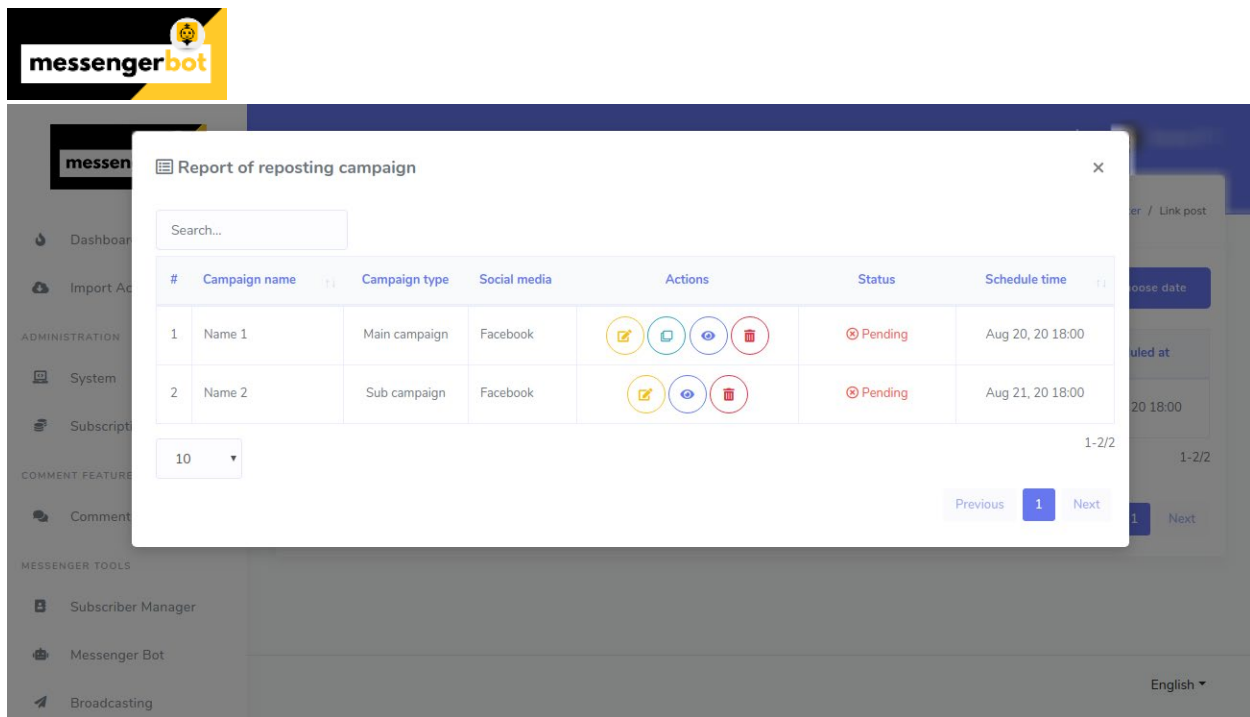 messengerbot
messen
Report of reposting campaign ×
er / Link post
Search...
Dashboar
# Campaign name Campaign type Social media Actions Status Schedule time
Import Ac
oose date
1 Name 1 Main campaign Facebook Pending Aug 20, 20 18:00
ADMINISTRATION
uled at
System
2 Name 2 Sub campaign Facebook Pending Aug 21, 20 18:00
20 18:00
Subscripti
1-2/2
10
1-2/2
COMMENT FEATURE
Previous 1 Next
Comment
1 Next
MESSENGER TOOLS
Subscriber Manager
Messenger Bot
English
Broadcasting